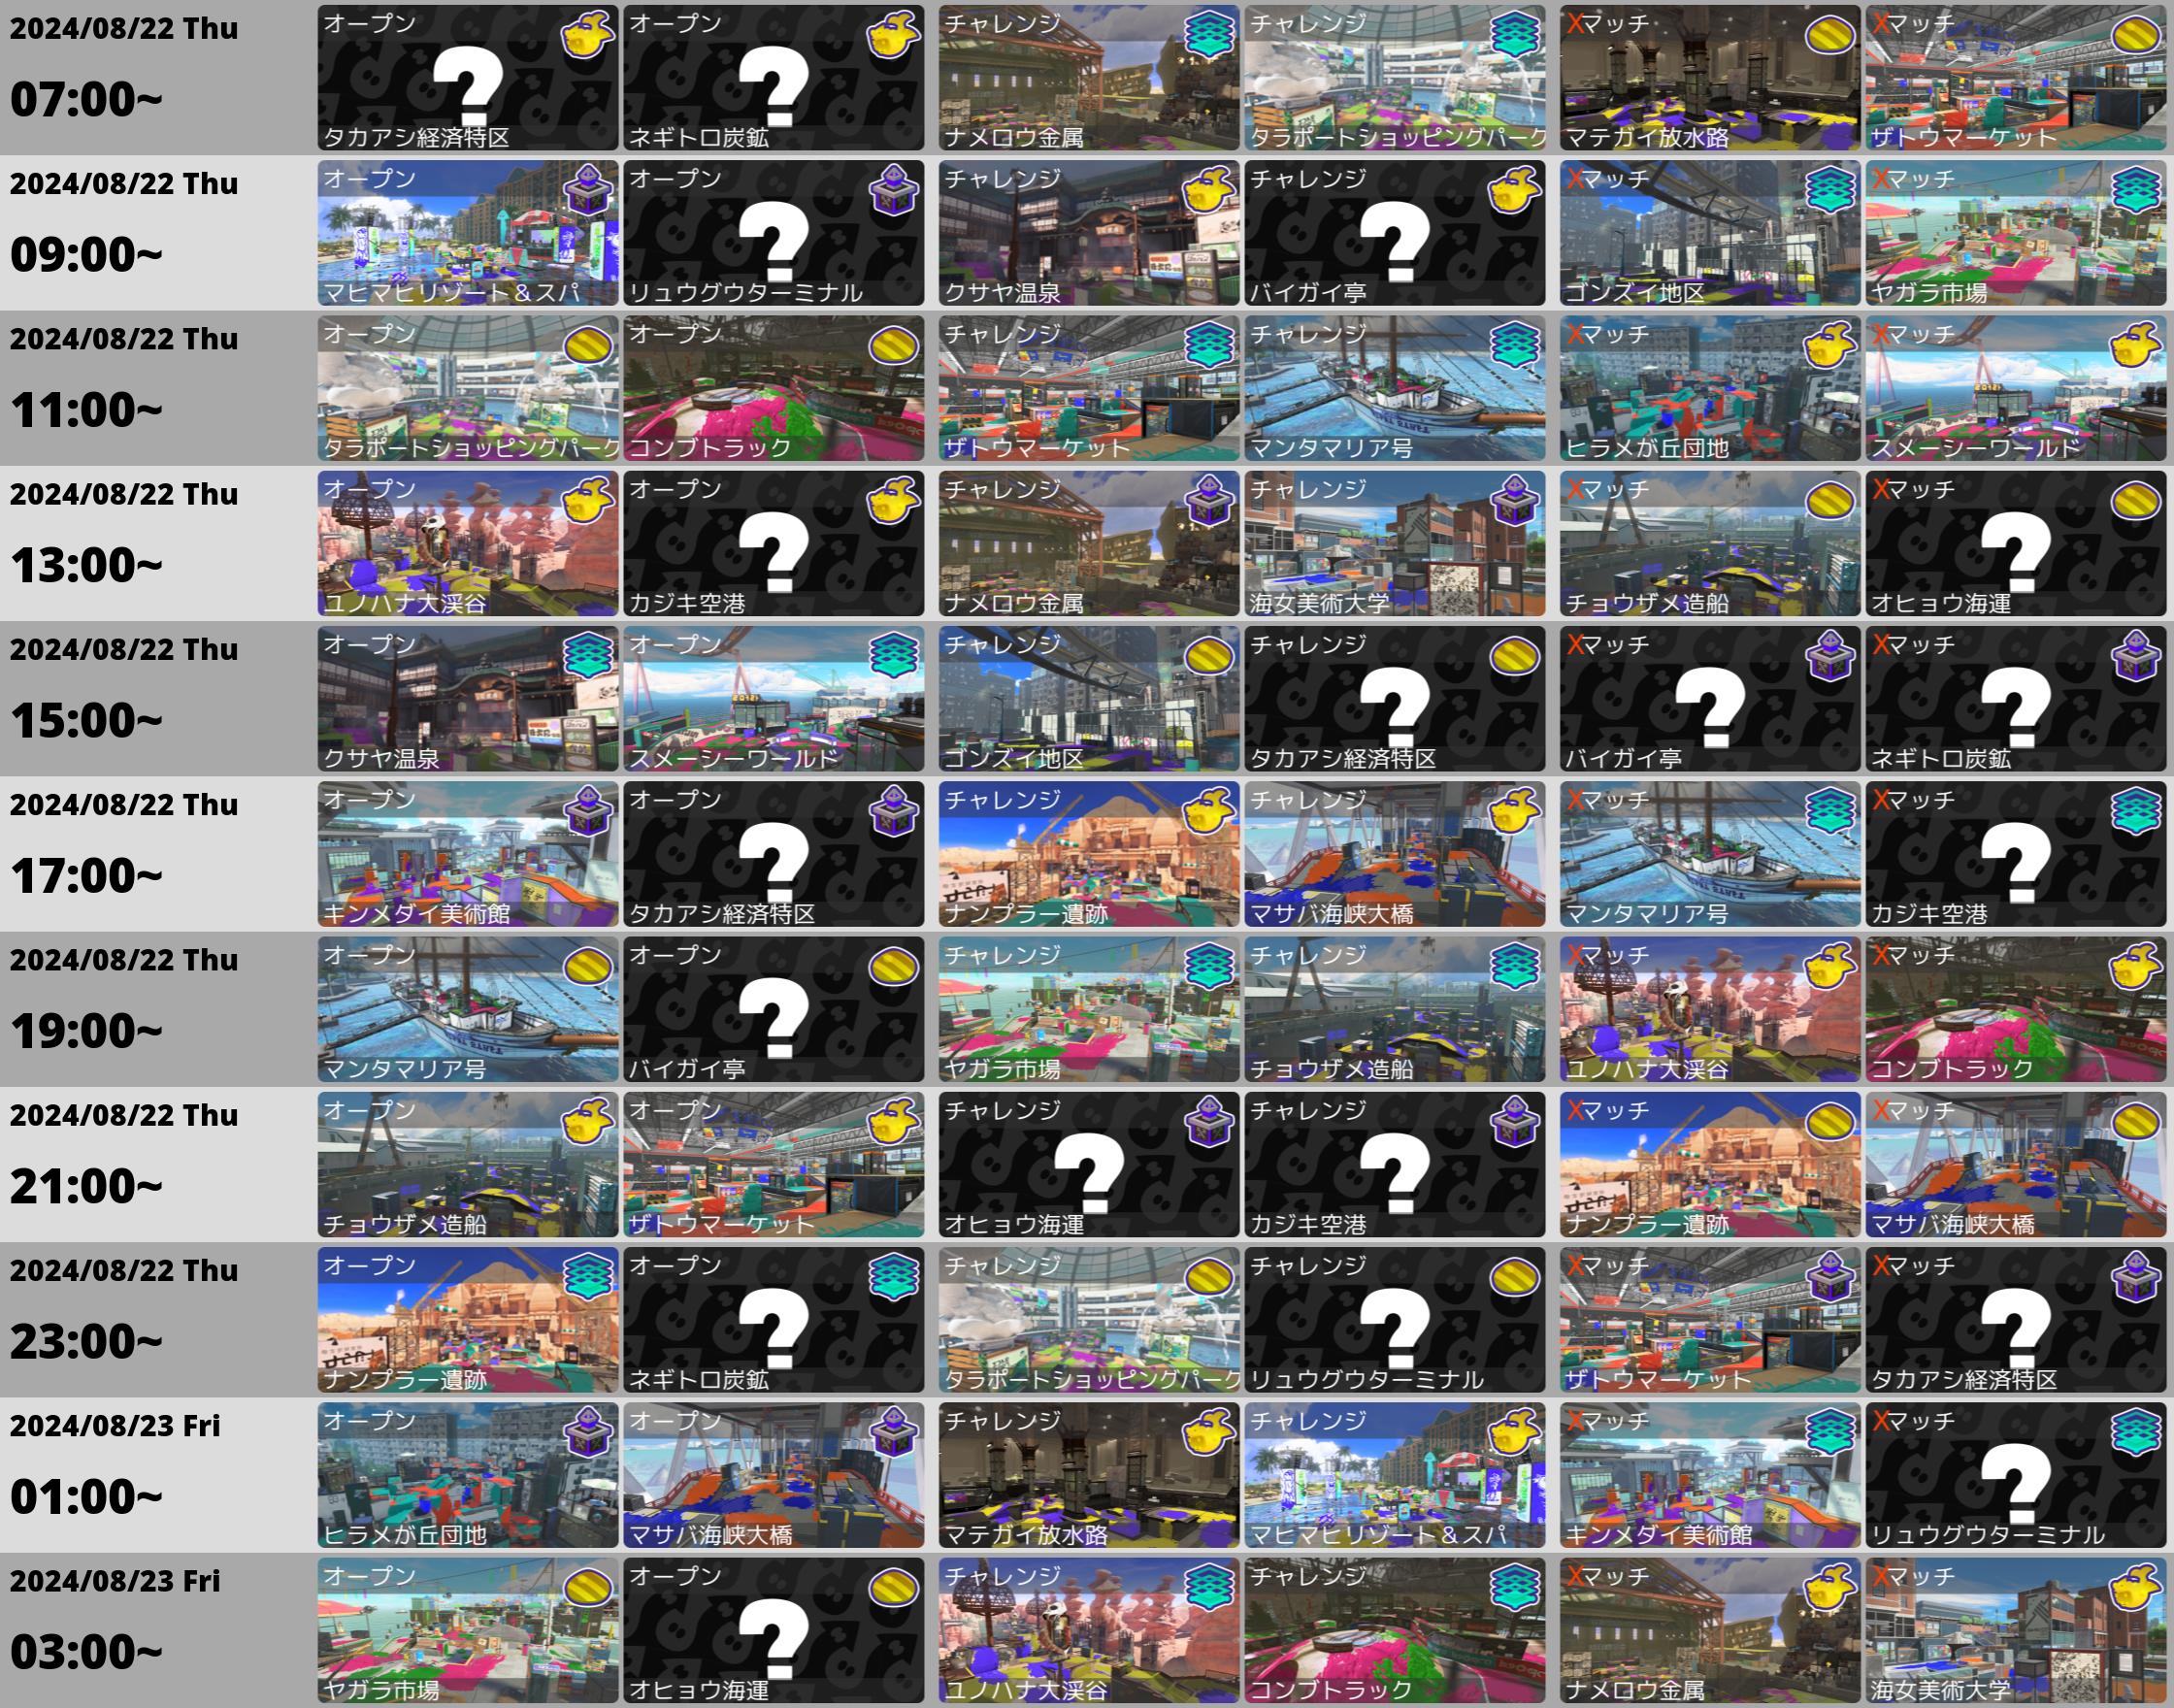 2024/08/22 Thu
07:00~
オープン オープン チャレンジ チャレンジ Xマッチ Xマッチ
タカアシ経済特区 ネギトロ炭鉱 ナメロウ金属 タラポートショッピングパーク マテガイ放水路 ザトウマーケット
2024/08/22 Thu
09:00~
オープン オープン チャレンジ チャレンジ Xマッチ Xマッチ
マヒマヒリゾート＆スパ リュウグウターミナル クサヤ温泉 バイガイ亭 ゴンズイ地区 ヤガラ市場
2024/08/22 Thu
11:00~
オープン オープン チャレンジ チャレンジ Xマッチ Xマッチ
タラポートショッピングパーク コンブトラック ザトウマーケット マンタマリア号 ヒラメが丘団地 スメーシーワールド
2024/08/22 Thu
13:00~
オープン オープン チャレンジ チャレンジ Xマッチ Xマッチ
ユノハナ大渓谷 カジキ空港 ナメロウ金属 海女美術大学 チョウザメ造船 オヒョウ海運
2024/08/22 Thu
15:00~
オープン オープン チャレンジ チャレンジ Xマッチ Xマッチ
クサヤ温泉 スメーシーワールド ゴンズイ地区 タカアシ経済特区 バイガイ亭 ネギトロ炭鉱
2024/08/22 Thu
17:00~
オープン オープン チャレンジ チャレンジ Xマッチ Xマッチ
キンメダイ美術館 タカアシ経済特区 ナンプラー遺跡 マサバ海峡大橋 マンタマリア号 カジキ空港
2024/08/22 Thu
19:00~
オープン オープン チャレンジ チャレンジ Xマッチ Xマッチ
マンタマリア号 バイガイ亭 ヤガラ市場 チョウザメ造船 ユノハナ大渓谷 コンブトラック
2024/08/22 Thu
21:00~
オープン オープン チャレンジ チャレンジ Xマッチ Xマッチ
チョウザメ造船 ザトウマーケット オヒョウ海運 カジキ空港 ナンプラー遺跡 マサバ海峡大橋
2024/08/22 Thu
23:00~
オープン オープン チャレンジ チャレンジ Xマッチ Xマッチ
ナンプラー遺跡 ネギトロ炭鉱 タラポートショッピングパーク リュウグウターミナル ザトウマーケット タカアシ経済特区
2024/08/23 Fri
01:00~
オープン オープン チャレンジ チャレンジ Xマッチ Xマッチ
ヒラメが丘団地 マサバ海峡大橋 マテガイ放水路 マヒマヒリゾート＆スパ キンメダイ美術館 リュウグウターミナル
2024/08/23 Fri
03:00~
オープン オープン チャレンジ チャレンジ Xマッチ Xマッチ
ヤガラ市場 オヒョウ海運 ユノハナ大渓谷 コンブトラック ナメロウ金属 海女美術大学